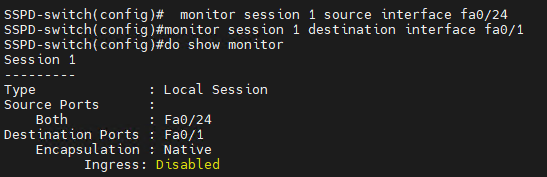 SSPD-switch(config)#  monitor session 1 source interface fa0/24
SSPD-switch(config)#monitor session 1 destination interface fa0/1
SSPD-switch(config)#do show monitor
Session 1
---------
Type              : Local Session
Source Ports      :
    Both          : Fa0/24
Destination Ports : Fa0/1
    Encapsulation : Native
          Ingress: Disabled